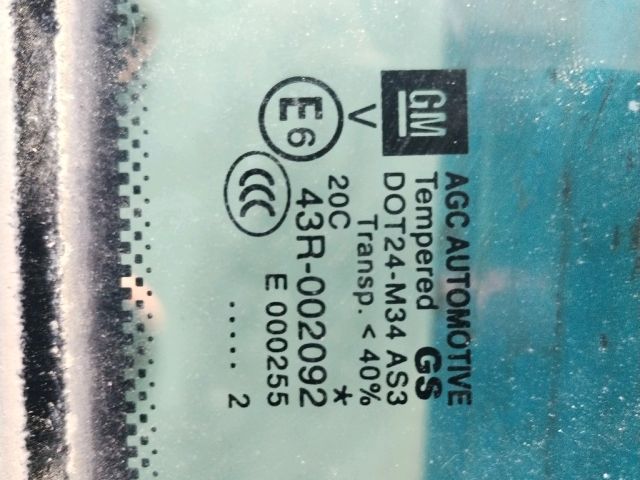 GM AGC AUTOMOTIVE
Tempered GS
DOT24-M34 AS3
V Transp. < 40%
20C *
E6 43R-002092
CCC E 000255
..... 2